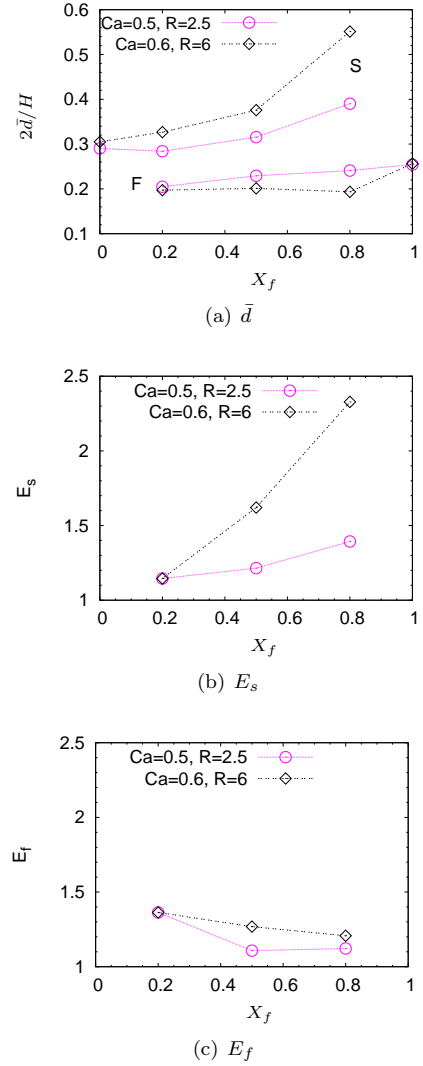 0.6
0.5
0.4
0.3
0.2
0.1
2d̄/H
Ca=0.5, R=2.5
Ca=0.6, R=6
S
F
0 0.2 0.4 0.6 0.8 1
X_f
(a) d̄
2.5
2
1.5
1
E_s
Ca=0.5, R=2.5
Ca=0.6, R=6
0 0.2 0.4 0.6 0.8 1
X_f
(b) E_s
2.5
2
1.5
1
E_f
Ca=0.5, R=2.5
Ca=0.6, R=6
0 0.2 0.4 0.6 0.8 1
X_f
(c) E_f